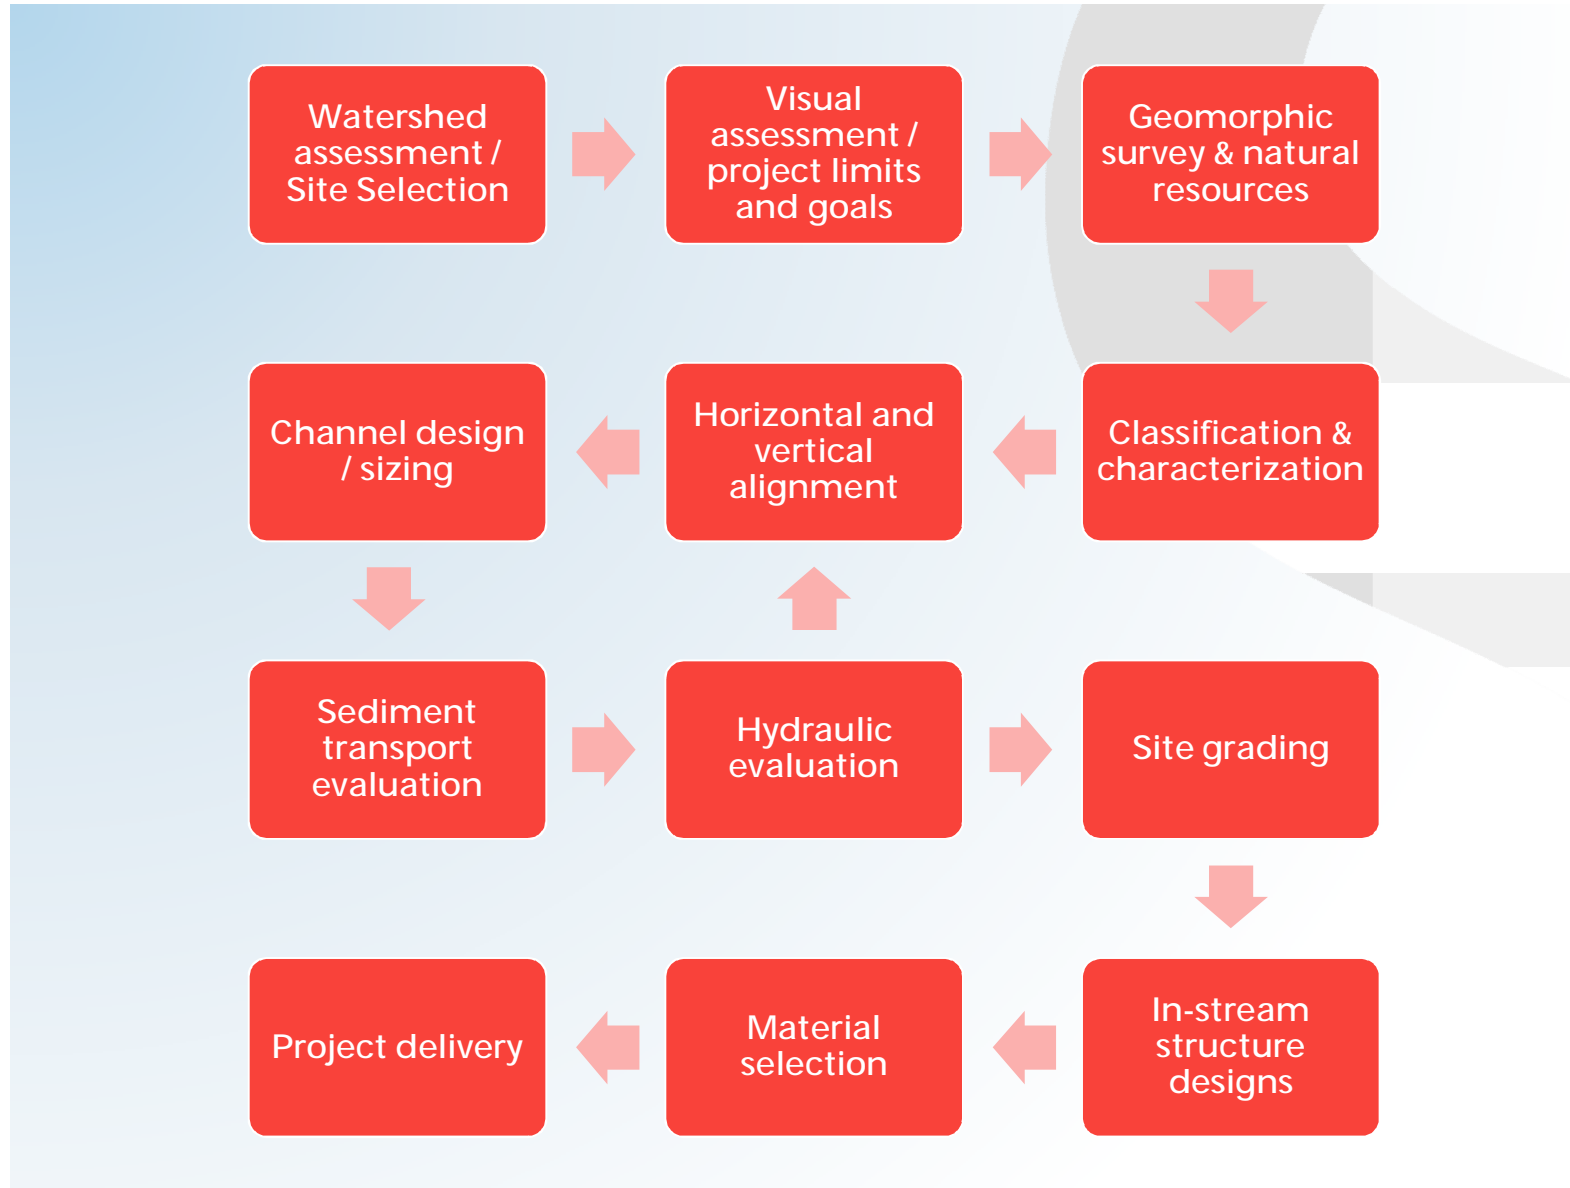 Watershed
assessment /
Site Selection
Visual
assessment /
project limits
and goals
Geomorphic
survey & natural
resources
Classification &
characterization
Horizontal and
vertical
alignment
Channel design
/ sizing
Sediment
transport
evaluation
Hydraulic
evaluation
Site grading
In-stream
structure
designs
Material
selection
Project delivery